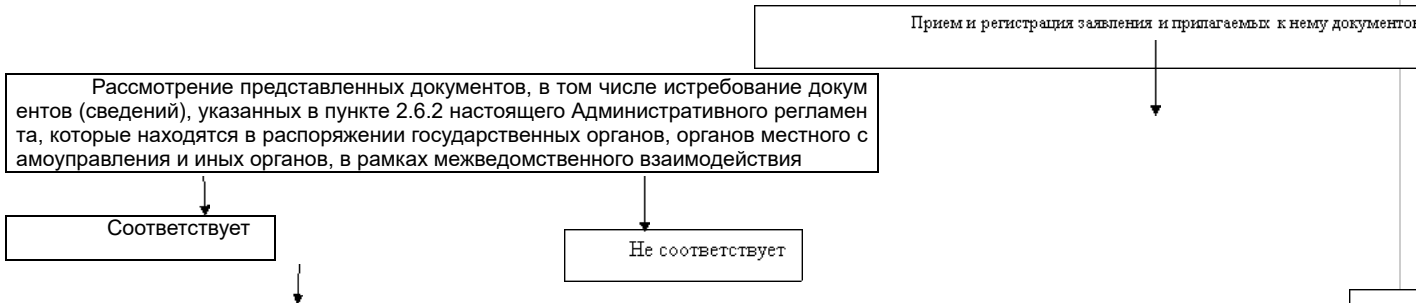 Прием и регистрация заявления и прилагаемых к нему документов
Рассмотрение представленных документов, в том числе истребование докум
ентов (сведений), указанных в пункте 2.6.2 настоящего Административного регламен
та, которые находятся в распоряжении государственных органов, органов местного с
амоуправления и иных органов, в рамках межведомственного взаимодействия
Соответствует
Не соответствует